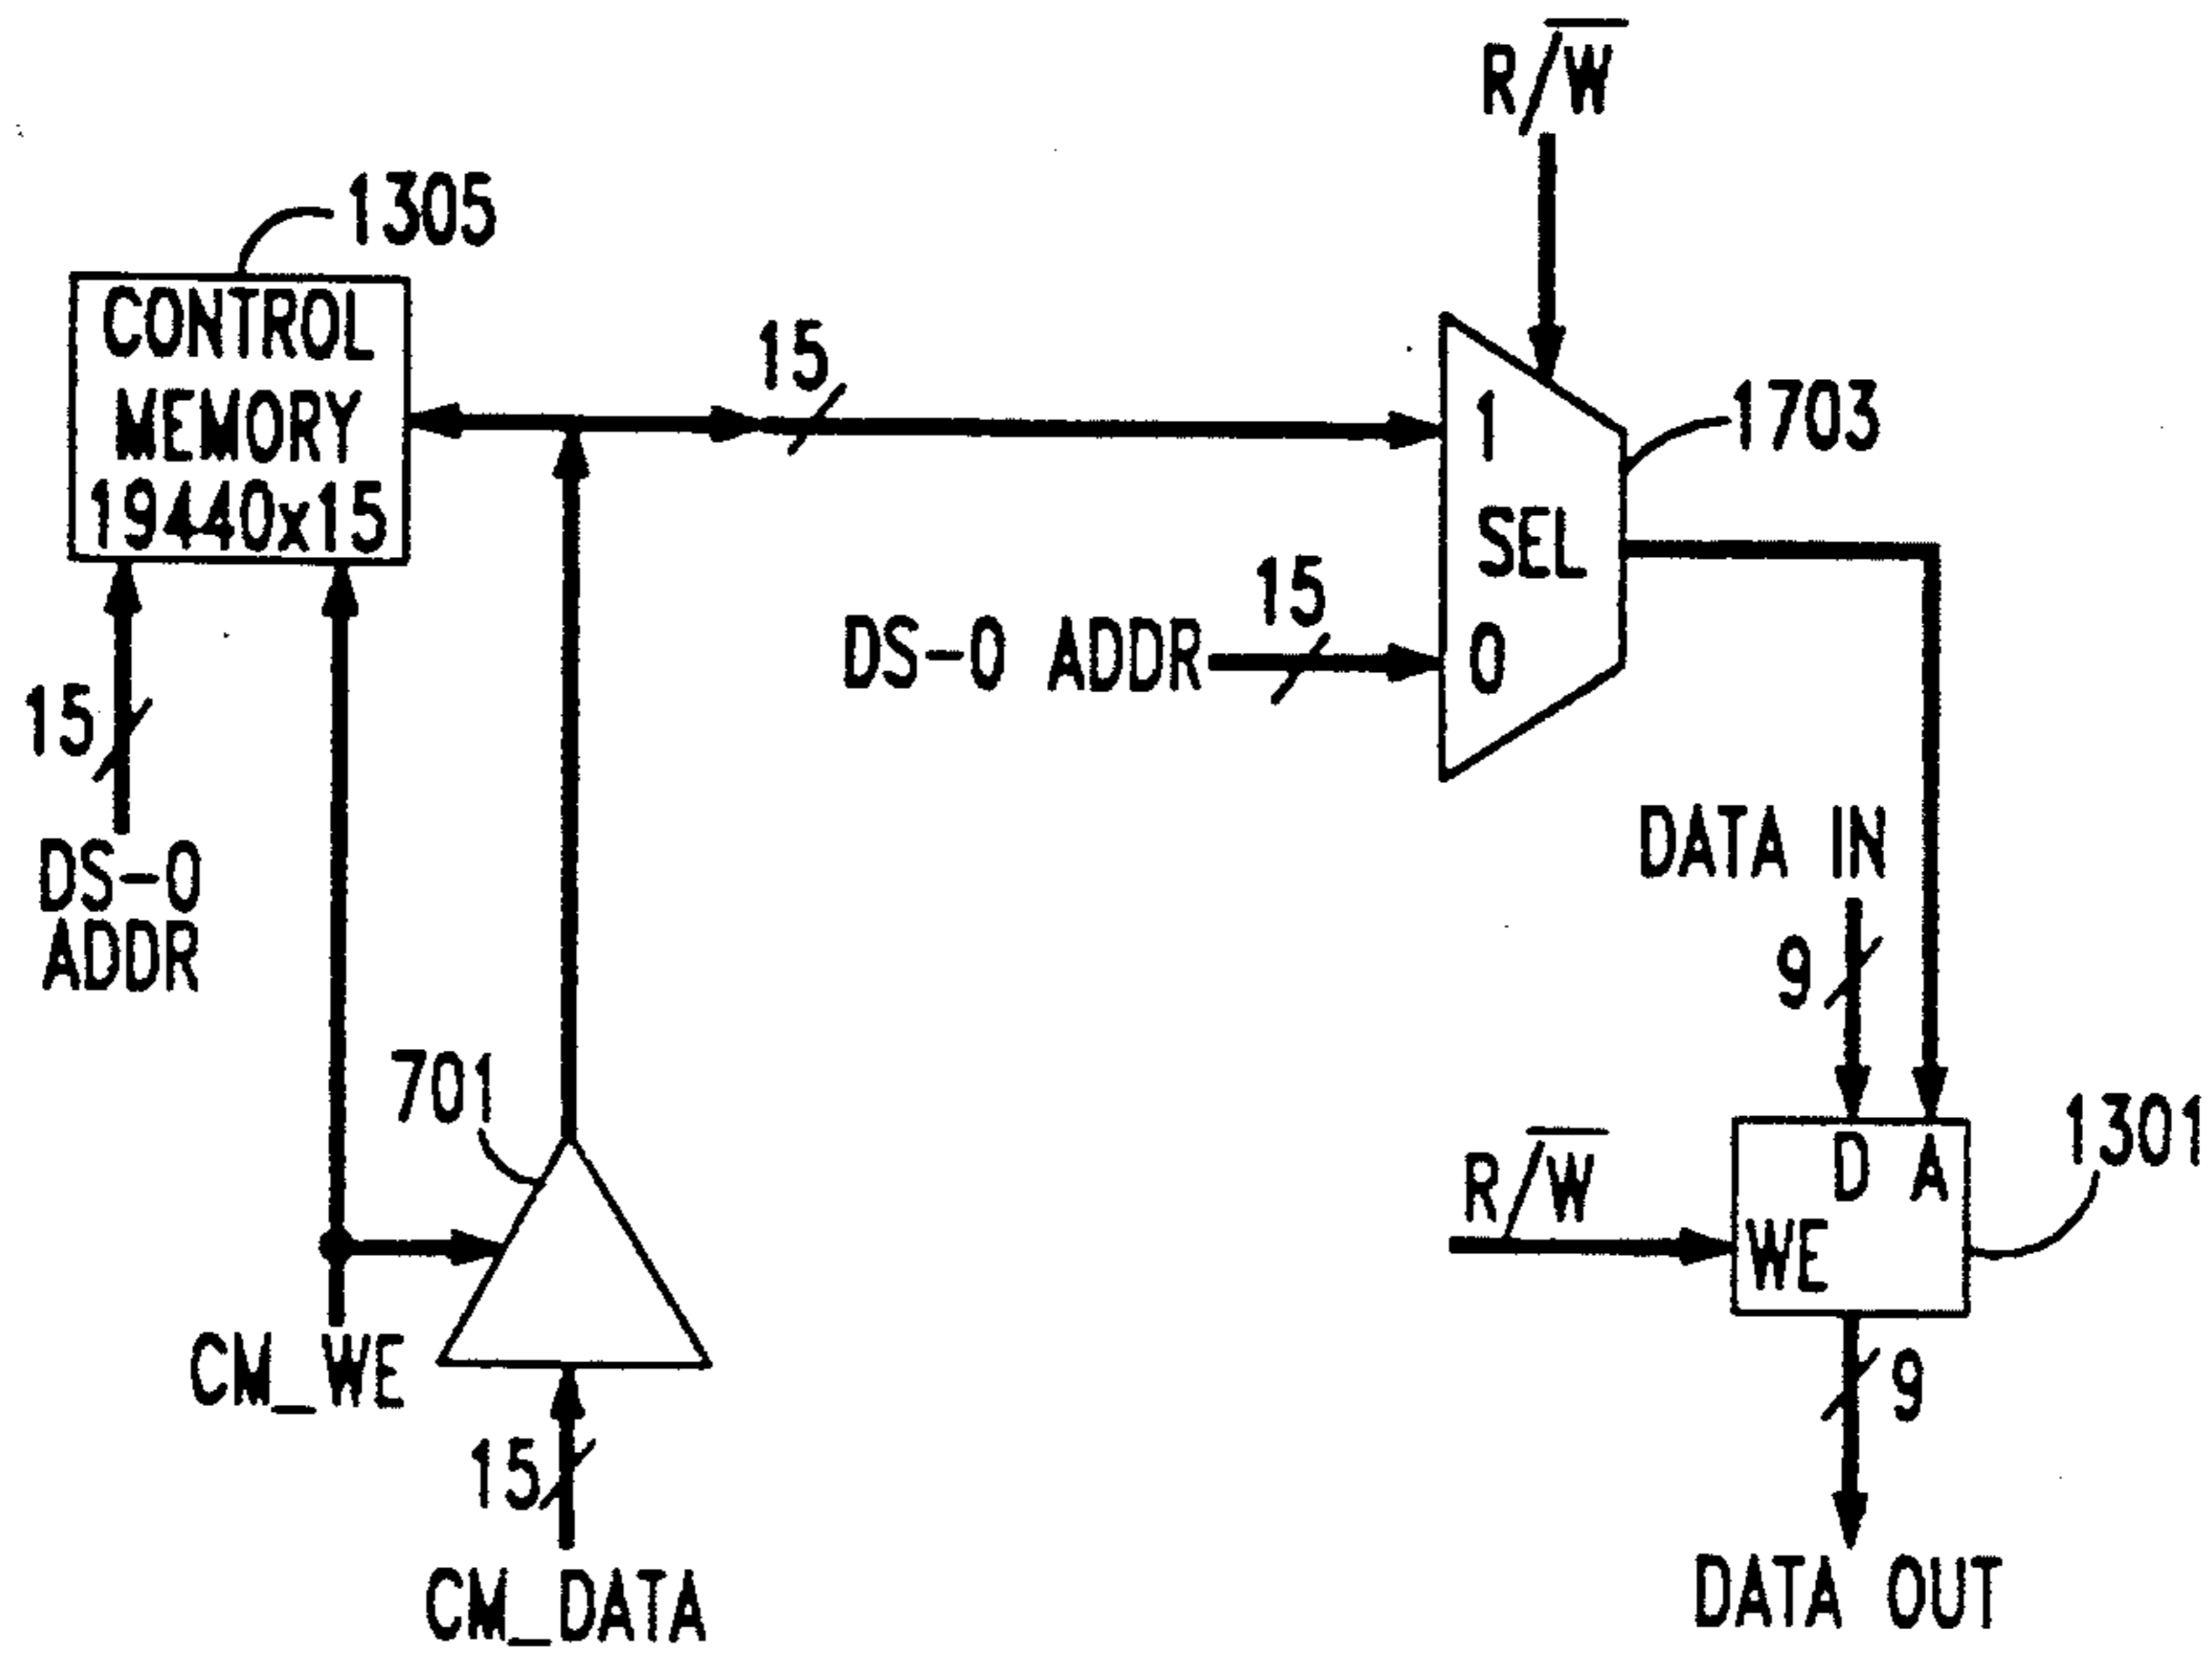 R/W̅
1305
CONTROL
MEMORY
19440x15
15
1703
1
SEL
0
15
DS-0 ADDR
15
DS-0
ADDR
DATA IN
9
701
1301
D A
R/W̅
WE
CM_WE
9
15
CM_DATA
DATA OUT